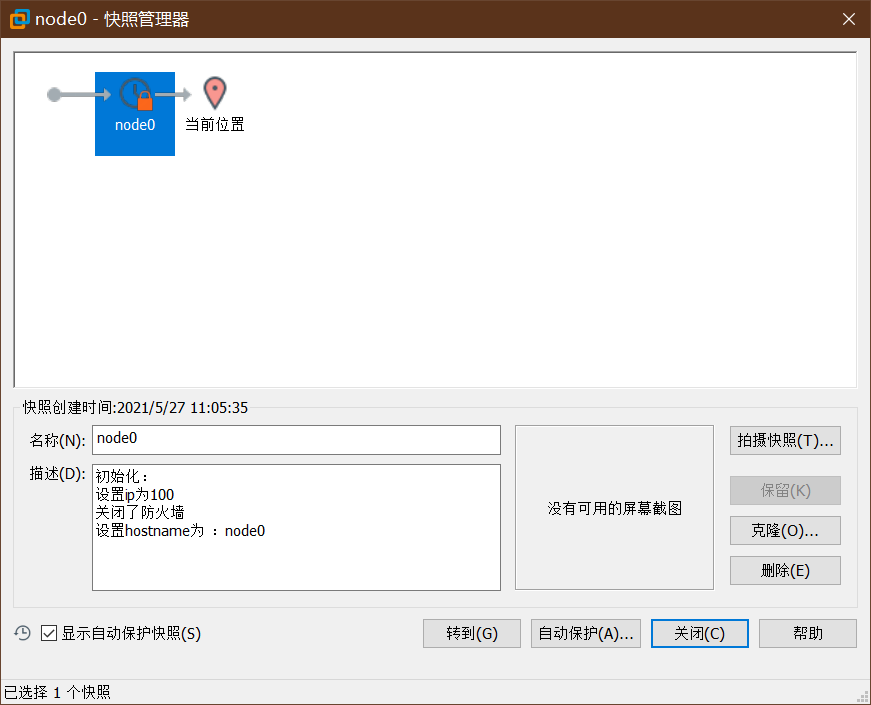 node0 - 快照管理器
node0
当前位置
快照创建时间:2021/5/27 11:05:35
名称(N):
node0
描述(D):
初始化：
设置ip为100
关闭了防火墙
设置hostname为 ：node0
没有可用的屏幕截图
拍摄快照(T)...
保留(K)
克隆(O)...
删除(E)
显示自动保护快照(S)
转到(G)
自动保护(A)...
关闭(C)
帮助
已选择 1 个快照